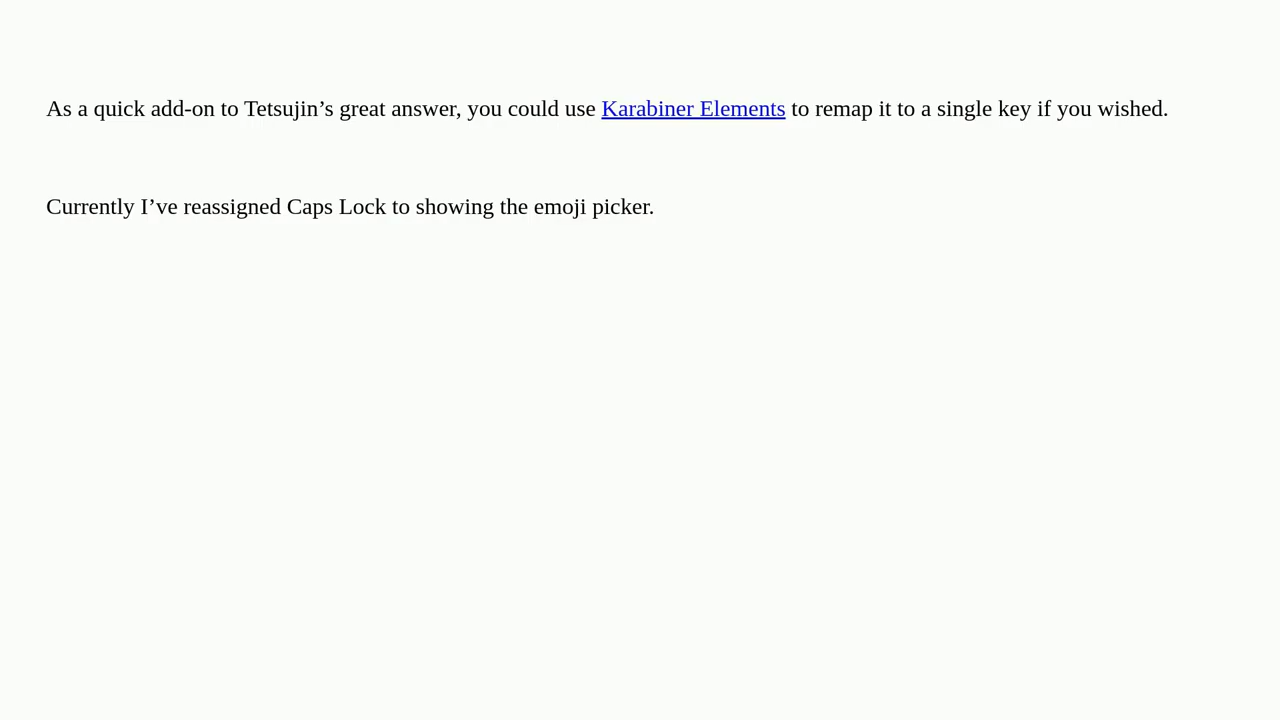 As a quick add-on to Tetsujin’s great answer, you could use Karabiner Elements to remap it to a single key if you wished.
Currently I’ve reassigned Caps Lock to showing the emoji picker.